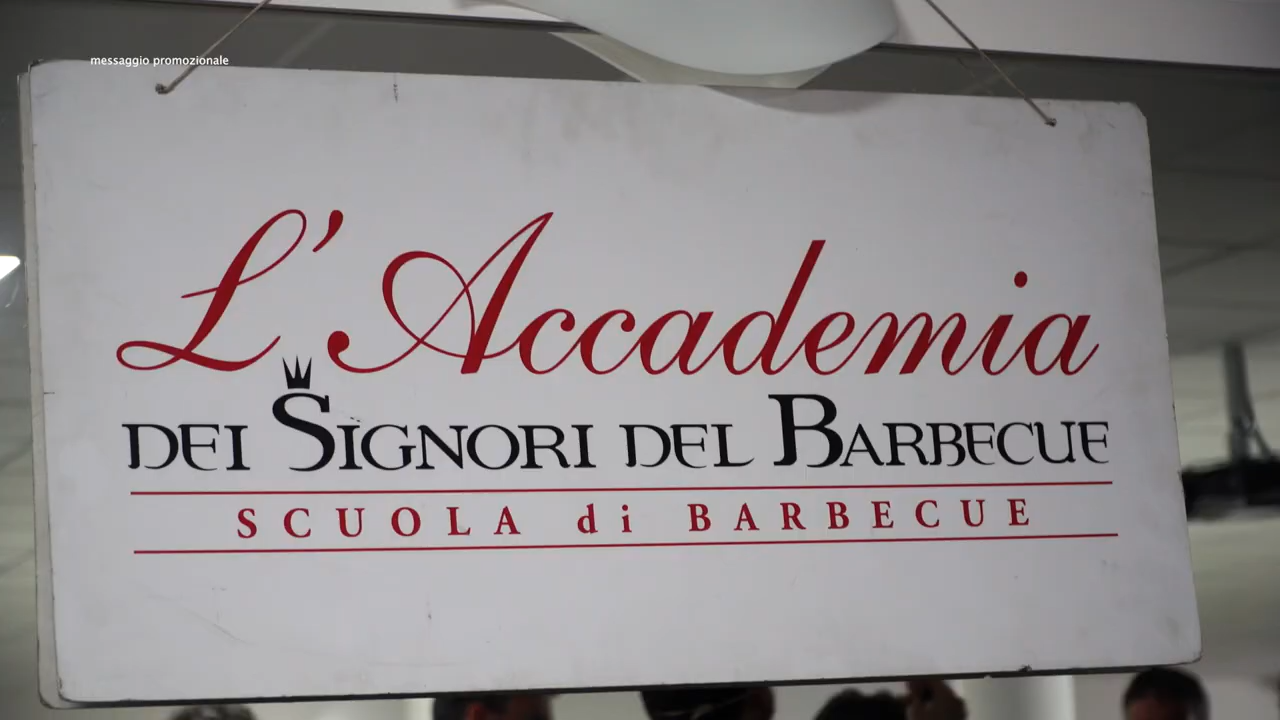 messaggio promozionale
L'Accademia
DEI SIGNORI DEL BARBECUE
SCUOLA di BARBECUE